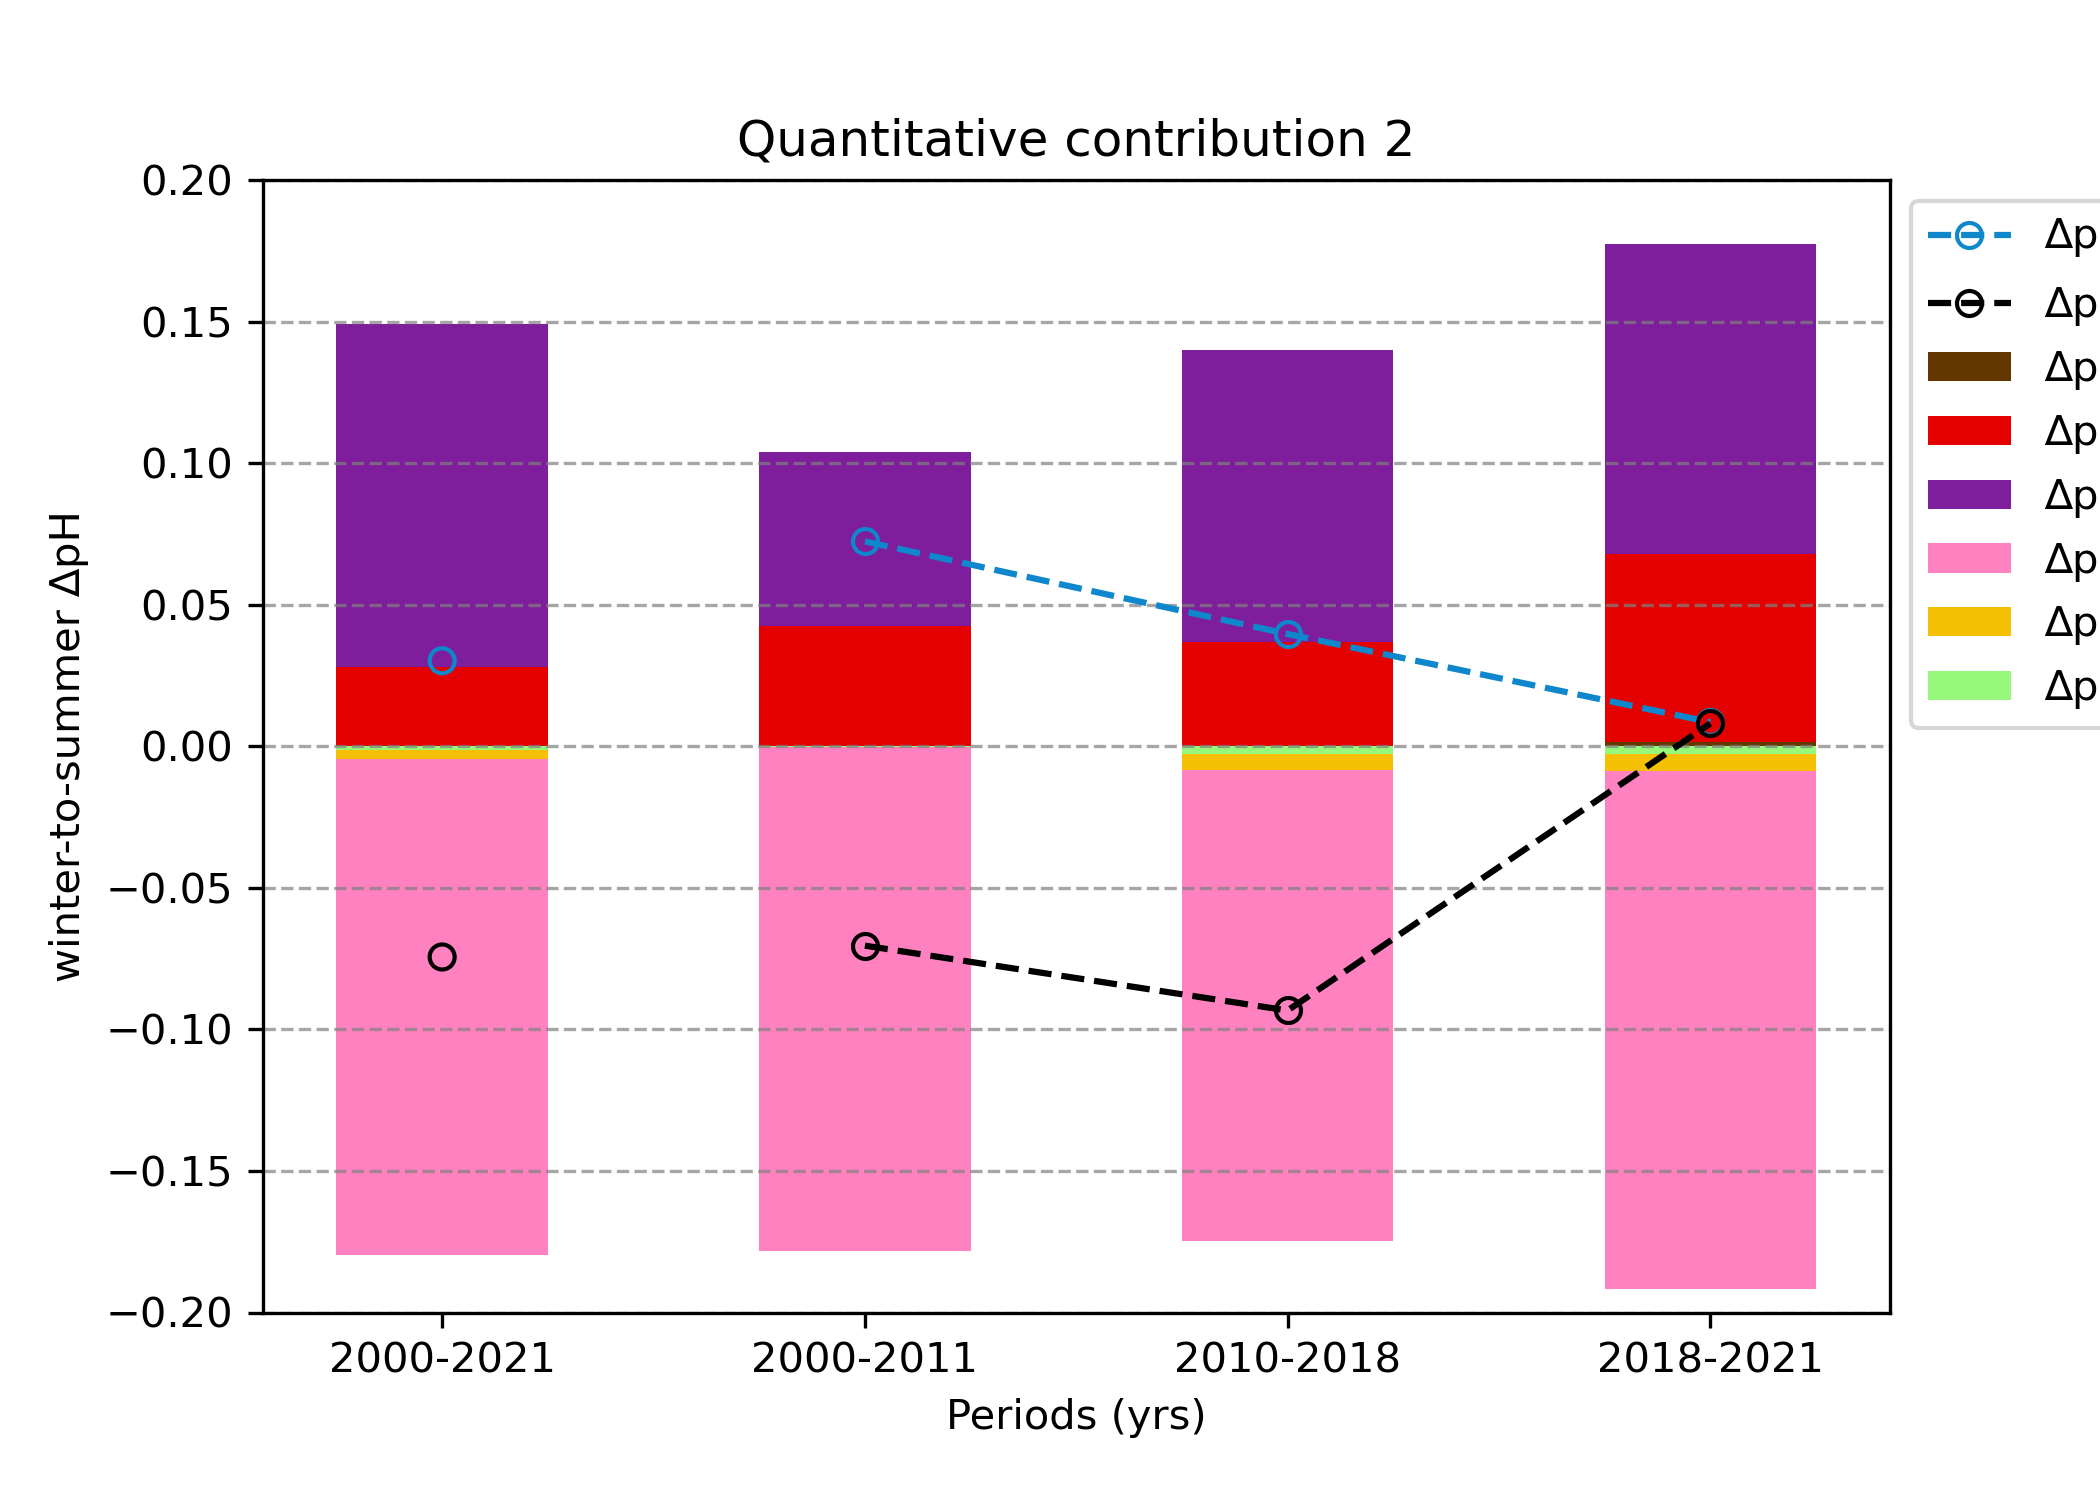 Quantitative contribution 2
0.20
0.15
0.10
0.05
0.00
−0.05
−0.10
−0.15
−0.20
winter-to-summer ΔpH
2000-2021
2000-2011
2010-2018
2018-2021
Periods (yrs)
Δp
Δp
Δp
Δp
Δp
Δp
Δp
Δp